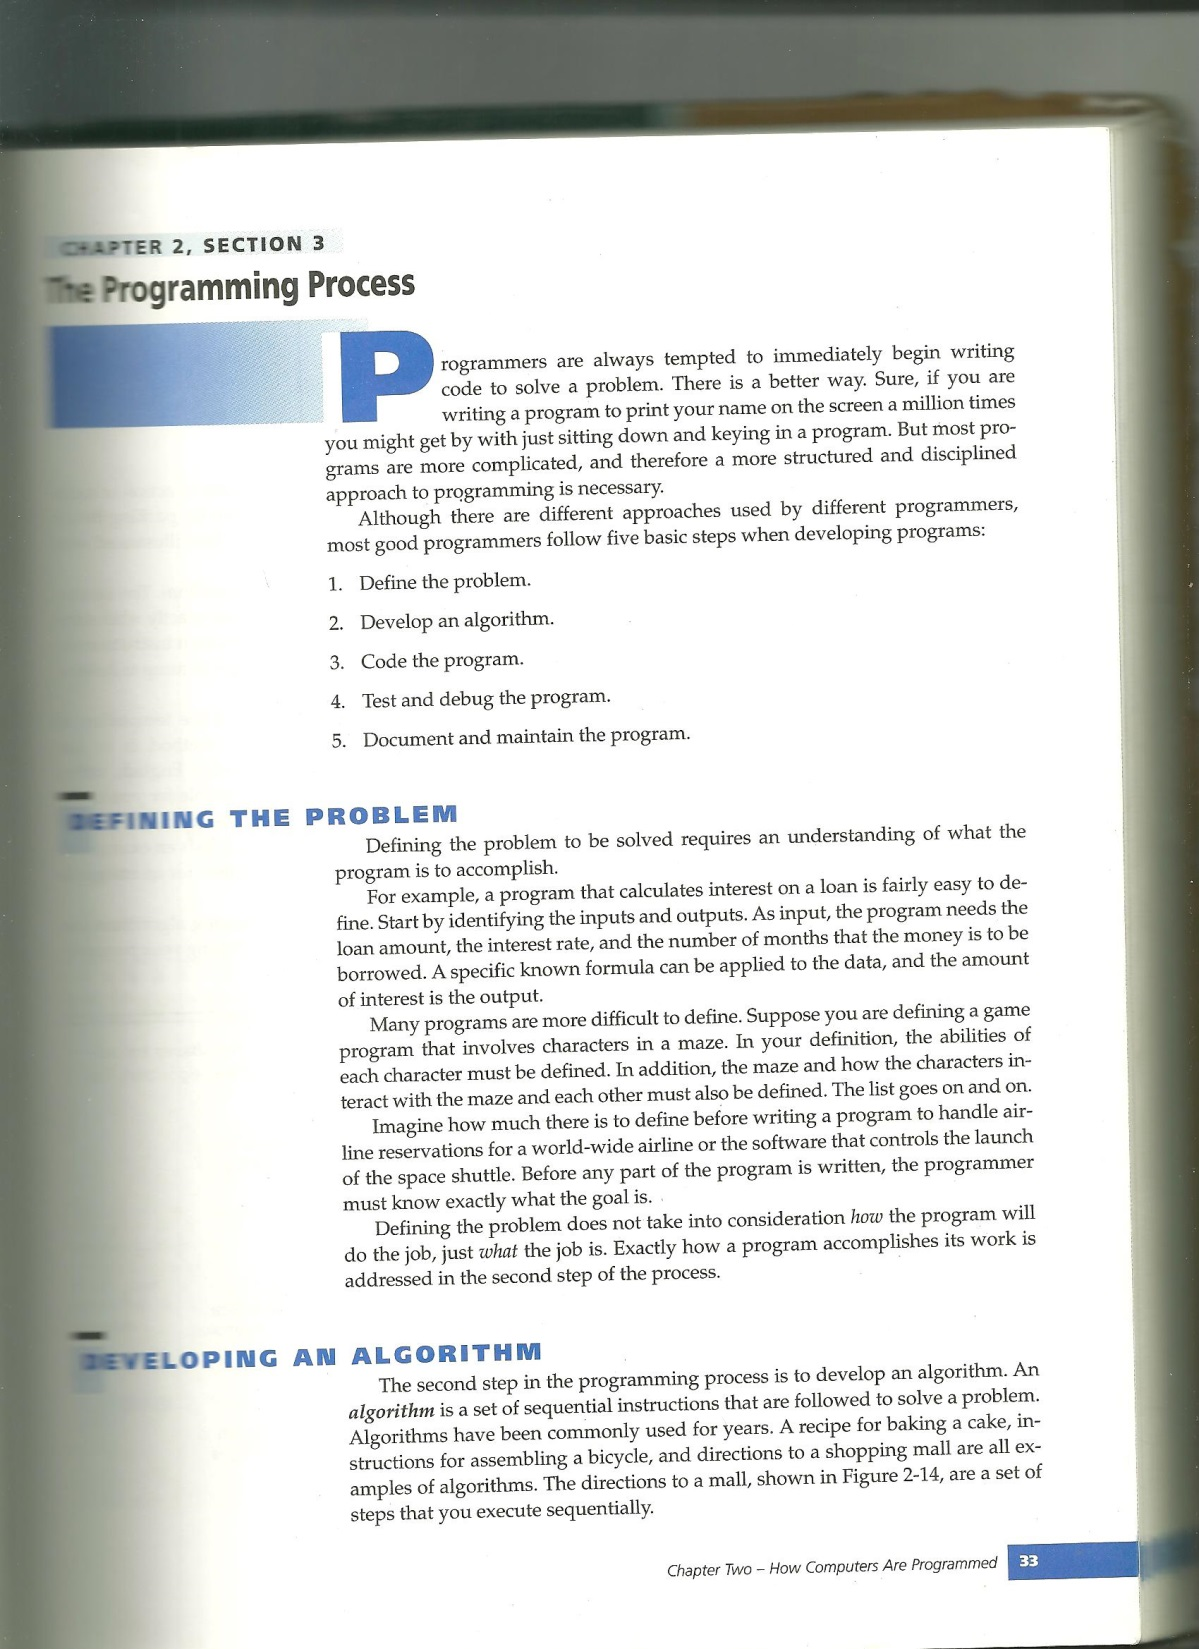 CHAPTER 2, SECTION 3
The Programming Process
Programmers are always tempted to immediately begin writing
code to solve a problem. There is a better way. Sure, if you are
writing a program to print your name on the screen a million times
you might get by with just sitting down and keying in a program. But most pro-
grams are more complicated, and therefore a more structured and disciplined
approach to programming is necessary.
Although there are different approaches used by different programmers,
most good programmers follow five basic steps when developing programs:
1. Define the problem.
2. Develop an algorithm.
3. Code the program.
4. Test and debug the program.
5. Document and maintain the program.
DEFINING THE PROBLEM
Defining the problem to be solved requires an understanding of what the
program is to accomplish.
For example, a program that calculates interest on a loan is fairly easy to de-
fine. Start by identifying the inputs and outputs. As input, the program needs the
loan amount, the interest rate, and the number of months that the money is to be
borrowed. A specific known formula can be applied to the data, and the amount
of interest is the output.
Many programs are more difficult to define. Suppose you are defining a game
program that involves characters in a maze. In your definition, the abilities of
each character must be defined. In addition, the maze and how the characters in-
teract with the maze and each other must also be defined. The list goes on and on.
Imagine how much there is to define before writing a program to handle air-
line reservations for a world-wide airline or the software that controls the launch
of the space shuttle. Before any part of the program is written, the programmer
must know exactly what the goal is.
Defining the problem does not take into consideration how the program will
do the job, just what the job is. Exactly how a program accomplishes its work is
addressed in the second step of the process.
DEVELOPING AN ALGORITHM
The second step in the programming process is to develop an algorithm. An
algorithm is a set of sequential instructions that are followed to solve a problem.
Algorithms have been commonly used for years. A recipe for baking a cake, in-
structions for assembling a bicycle, and directions to a shopping mall are all ex-
amples of algorithms. The directions to a mall, shown in Figure 2-14, are a set of
steps that you execute sequentially.
Chapter Two – How Computers Are Programmed 33